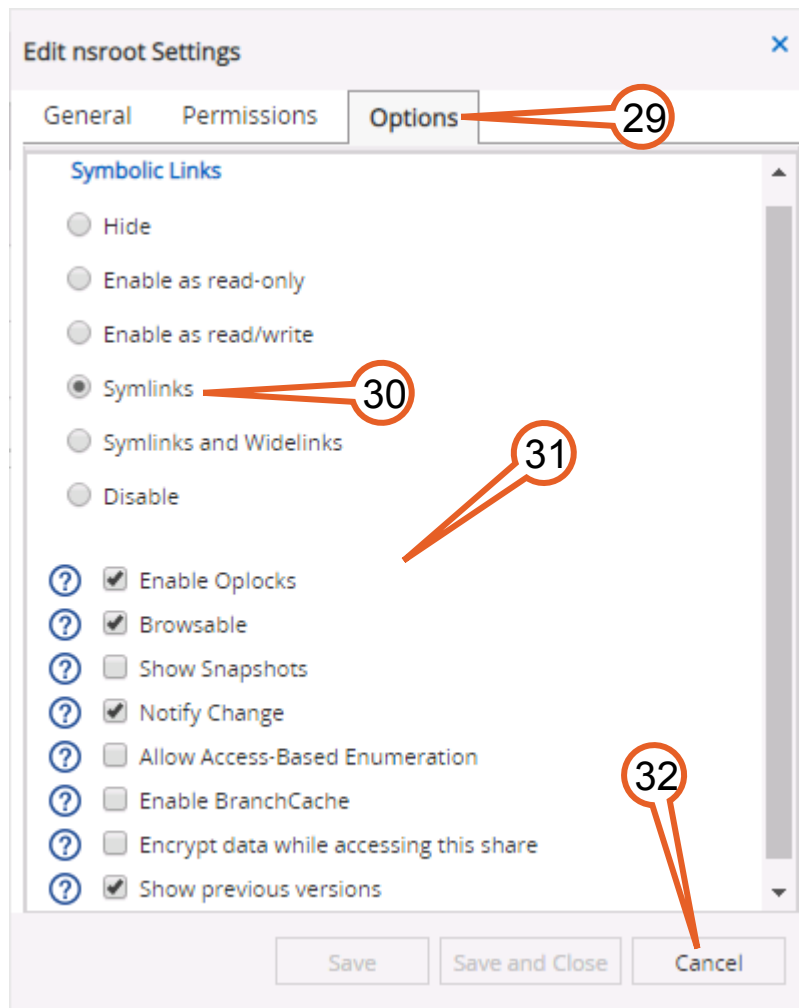 Edit nsroot Settings ×
General Permissions Options 29
Symbolic Links
Hide
Enable as read-only
Enable as read/write
Symlinks 30
Symlinks and Widelinks 31
Disable
? Enable Oplocks
? Browsable
? Show Snapshots
? Notify Change
? Allow Access-Based Enumeration
32
? Enable BranchCache
? Encrypt data while accessing this share
? Show previous versions
Save Save and Close Cancel